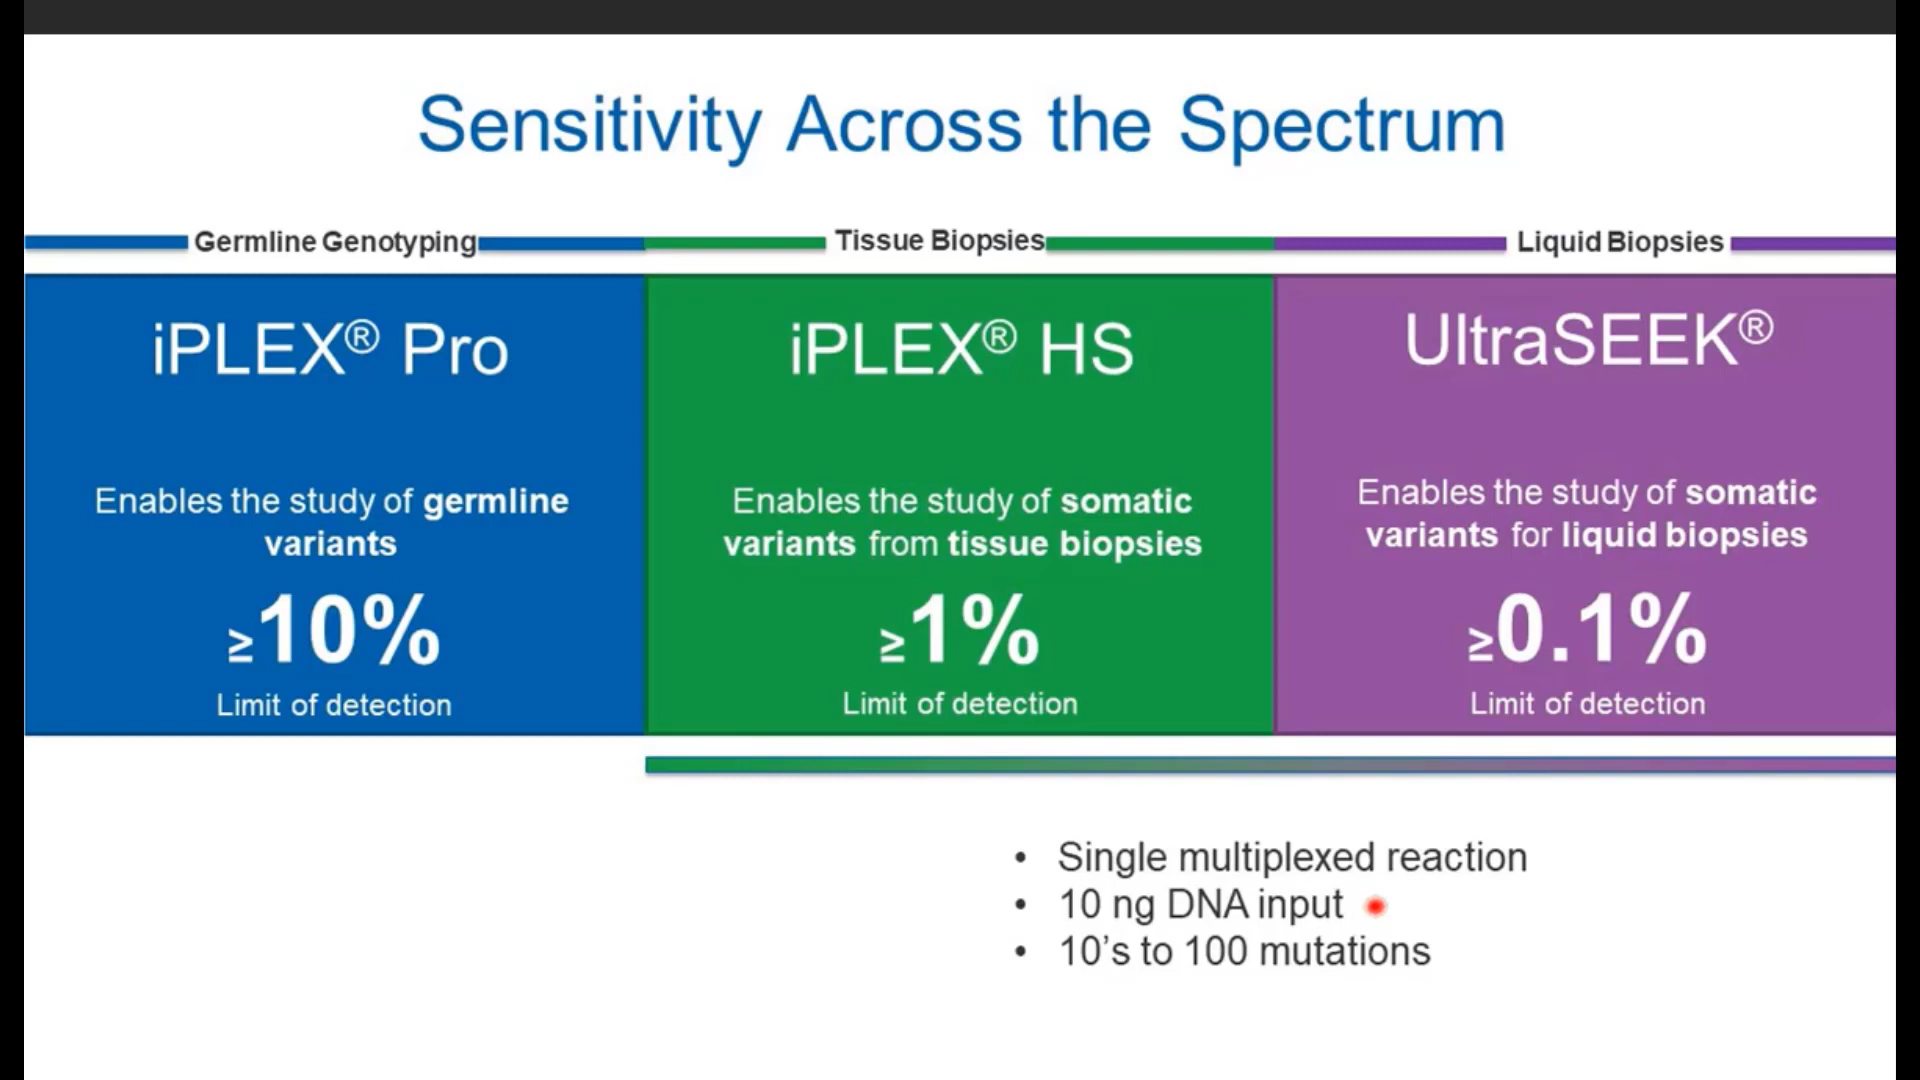 Sensitivity Across the Spectrum
Germline Genotyping
Tissue Biopsies
Liquid Biopsies
iPLEX® Pro
Enables the study of germline
variants
≥10%
Limit of detection
iPLEX® HS
Enables the study of somatic
variants from tissue biopsies
≥1%
Limit of detection
UltraSEEK®
Enables the study of somatic
variants for liquid biopsies
≥0.1%
Limit of detection
• Single multiplexed reaction
• 10 ng DNA input
• 10’s to 100 mutations